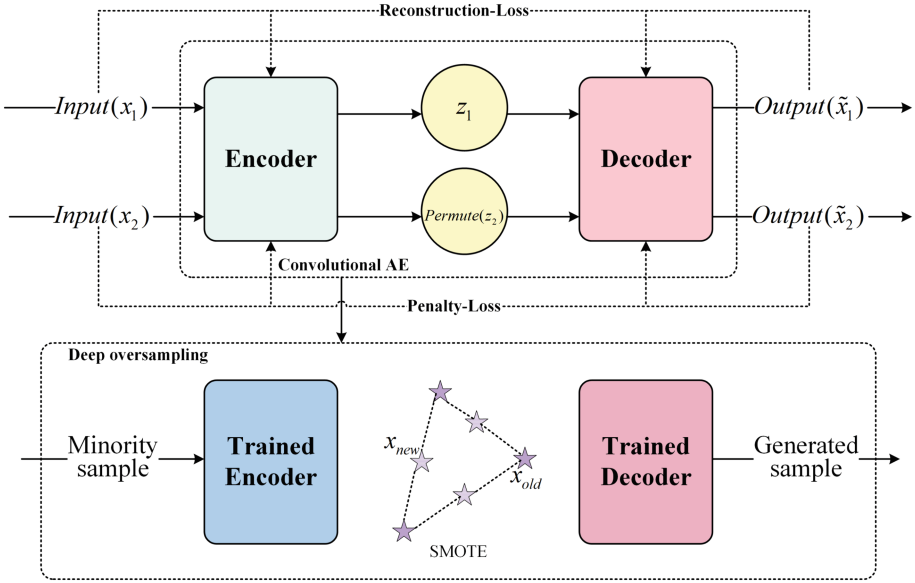 Reconstruction-Loss
Input(x₁)
Encoder
z₁
Decoder
Output(x̃₁)
Input(x₂)
Permute(z₂)
Output(x̃₂)
Convolutional AE
Penalty-Loss
Deep oversampling
Minority
sample
Trained
Encoder
xₙₑw
xₒₗd
SMOTE
Trained
Decoder
Generated
sample